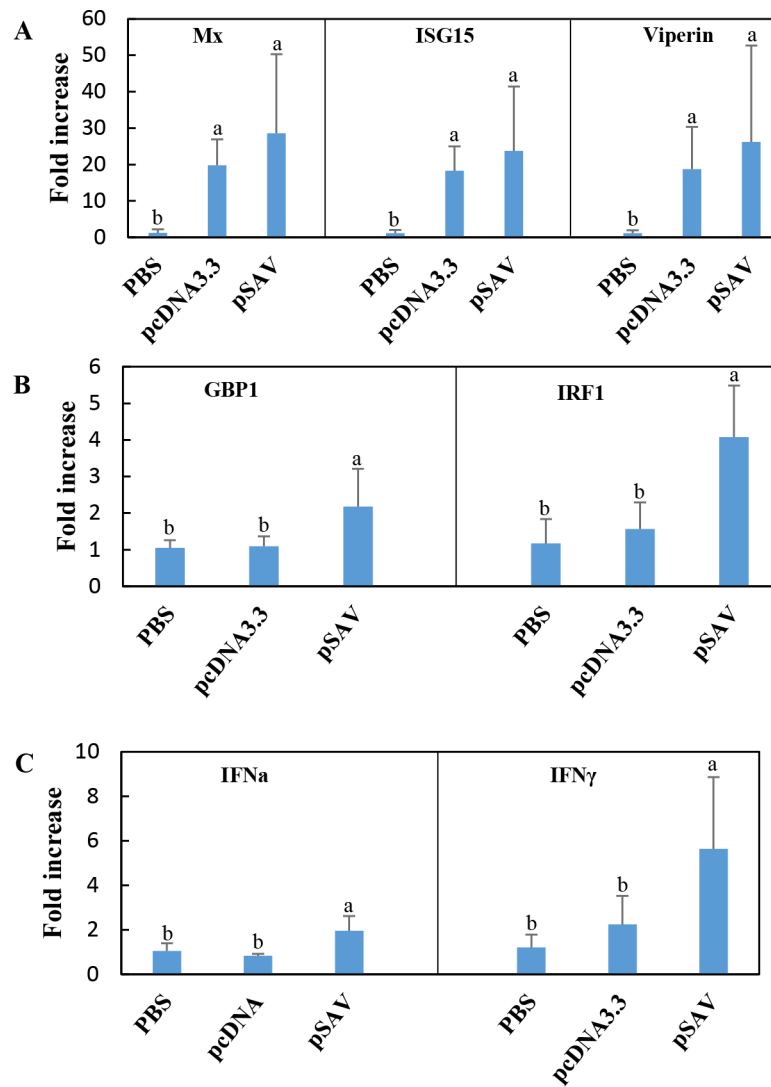 A
Mx ISG15 Viperin
Fold increase
60
50
40
30
20
10
0
b a a b a a b a a
PBS pcDNA3.3 pSAV PBS pcDNA3.3 pSAV PBS pcDNA3.3 pSAV
B
GBP1 IRF1
Fold increase
6
5
4
3
2
1
0
b b a b b a
PBS pcDNA3.3 pSAV PBS pcDNA3.3 pSAV
C
IFNa IFNγ
Fold increase
10
8
6
4
2
0
b b a b b a
PBS pcDNA pSAV PBS pcDNA3.3 pSAV